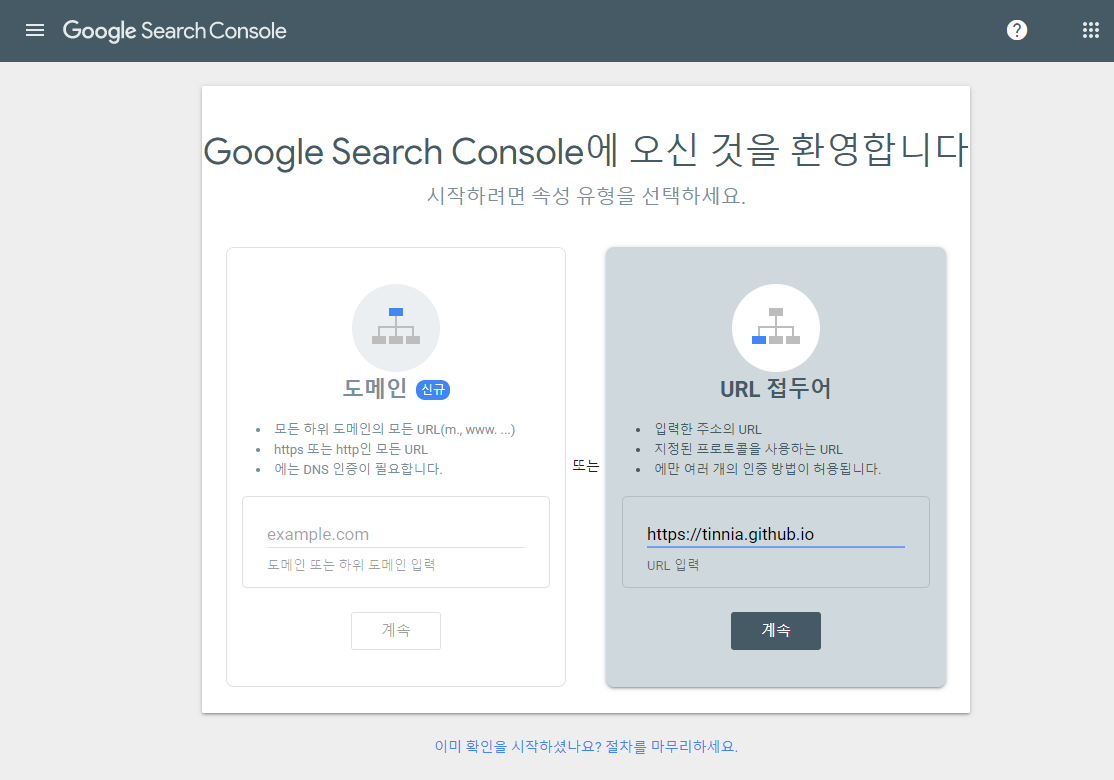 Google Search Console
Google Search Console에 오신 것을 환영합니다
시작하려면 속성 유형을 선택하세요.
도메인 신규
모든 하위 도메인의 모든 URL(m., www. ...)
https 또는 http인 모든 URL
에는 DNS 인증이 필요합니다.
example.com
도메인 또는 하위 도메인 입력
계속
또는
URL 접두어
입력한 주소의 URL
지정된 프로토콜을 사용하는 URL
에만 여러 개의 인증 방법이 허용됩니다.
https://tinnia.github.io
URL 입력
계속
이미 확인을 시작하셨나요? 절차를 마무리하세요.